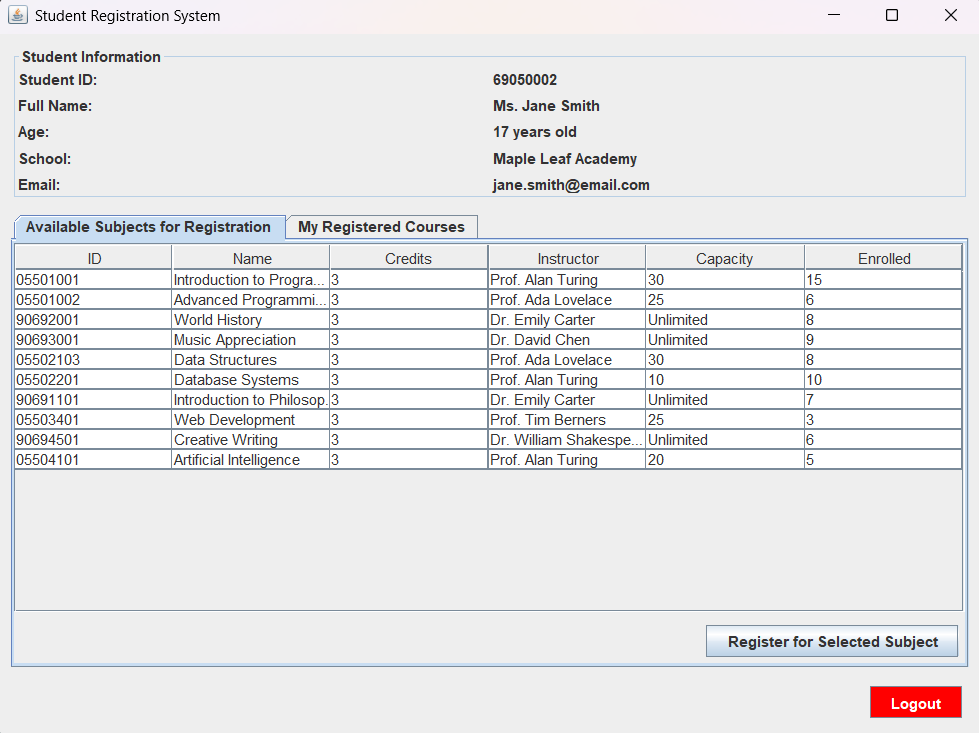 Student Registration System
Student Information
Student ID: 69050002
Full Name: Ms. Jane Smith
Age: 17 years old
School: Maple Leaf Academy
Email: jane.smith@email.com
Available Subjects for Registration My Registered Courses
ID Name Credits Instructor Capacity Enrolled
05501001 Introduction to Progra... 3 Prof. Alan Turing 30 15
05501002 Advanced Programmi... 3 Prof. Ada Lovelace 25 6
90692001 World History 3 Dr. Emily Carter Unlimited 8
90693001 Music Appreciation 3 Dr. David Chen Unlimited 9
05502103 Data Structures 3 Prof. Ada Lovelace 30 8
05502201 Database Systems 3 Prof. Alan Turing 10 10
90691101 Introduction to Philosop. 3 Dr. Emily Carter Unlimited 7
05503401 Web Development 3 Prof. Tim Berners 25 3
90694501 Creative Writing 3 Dr. William Shakespe... Unlimited 6
05504101 Artificial Intelligence 3 Prof. Alan Turing 20 5
Register for Selected Subject
Logout